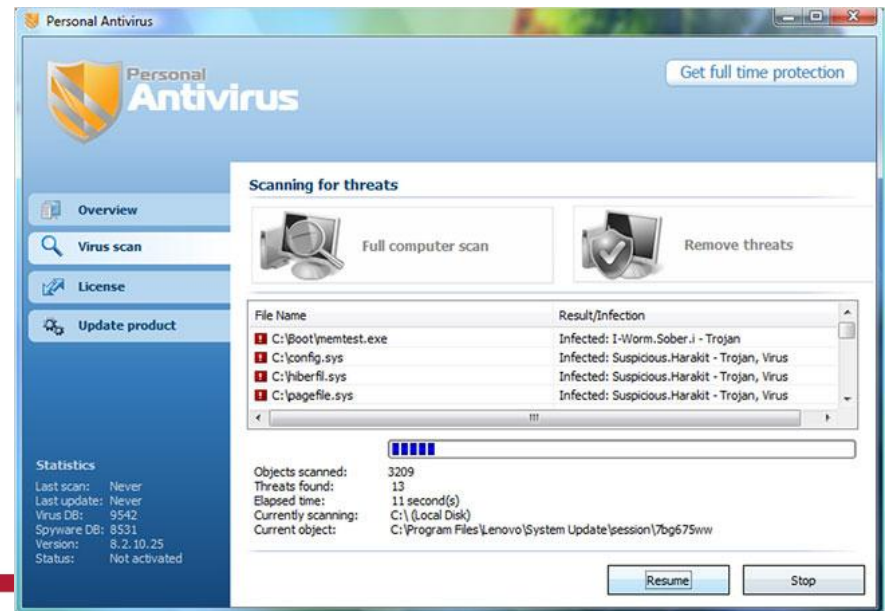 Personal Antivirus
Personal
Antivirus
Get full time protection
Overview
Virus scan
License
Update product
Scanning for threats
Full computer scan
Remove threats
File Name Result/Infection
C:\Boot\memtest.exe Infected: I-Worm.Sober.i - Trojan
C:\config.sys Infected: Suspicious.Harakit - Trojan, Virus
C:\hiberfil.sys Infected: Suspicious.Harakit - Trojan, Virus
C:\pagefile.sys Infected: Suspicious.Harakit - Trojan, Virus
Objects scanned: 3209
Threats found: 13
Elapsed time: 11 second(s)
Currently scanning: C:\ (Local Disk)
Current object: C:\Program Files\Lenovo\System Update\session\7bg675ww
Statistics
Last scan: Never
Last update: Never
Virus DB: 9542
Spyware DB: 8531
Version: 8.2.10.25
Status: Not activated
Resume
Stop